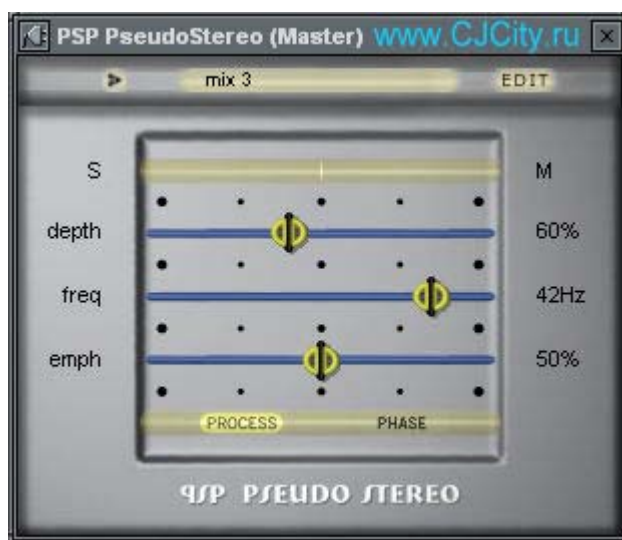 PSP PseudoStereo (Master) www.CJCity.ru
mix 3 EDIT
S M
depth 60%
freq 42Hz
emph 50%
PROCESS PHASE
PSP PSEUDO STEREO